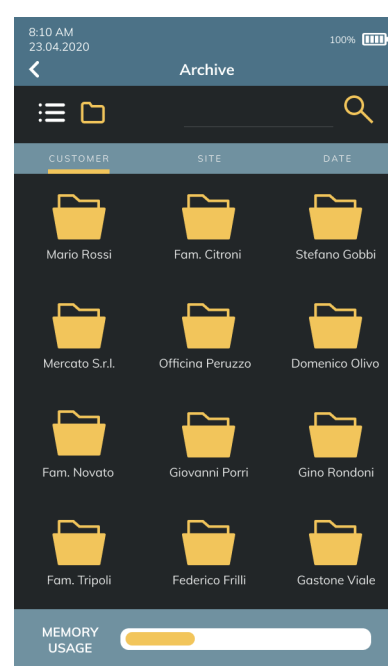 8:10 AM
23.04.2020
100%
Archive
CUSTOMER SITE DATE
Mario Rossi Fam. Citroni Stefano Gobbi
Mercato S.r.l. Officina Peruzzo Domenico Olivo
Fam. Novato Giovanni Porri Gino Rondoni
Fam. Tripoli Federico Frilli Gastone Viale
MEMORY
USAGE